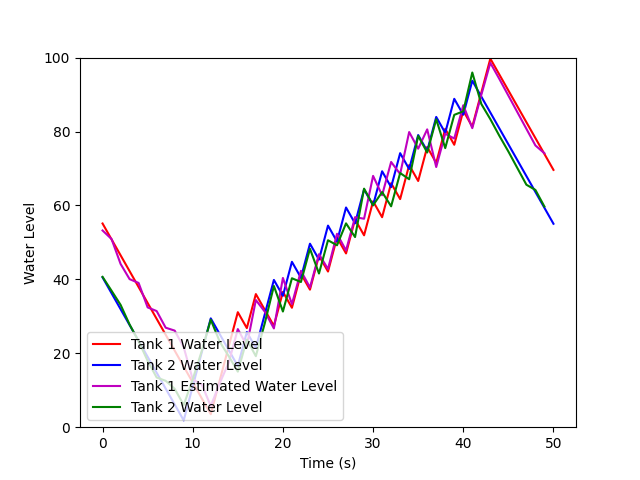 100
80
60
40
20
0
Water Level
Tank 1 Water Level
Tank 2 Water Level
Tank 1 Estimated Water Level
Tank 2 Water Level
0 10 20 30 40 50
Time (s)